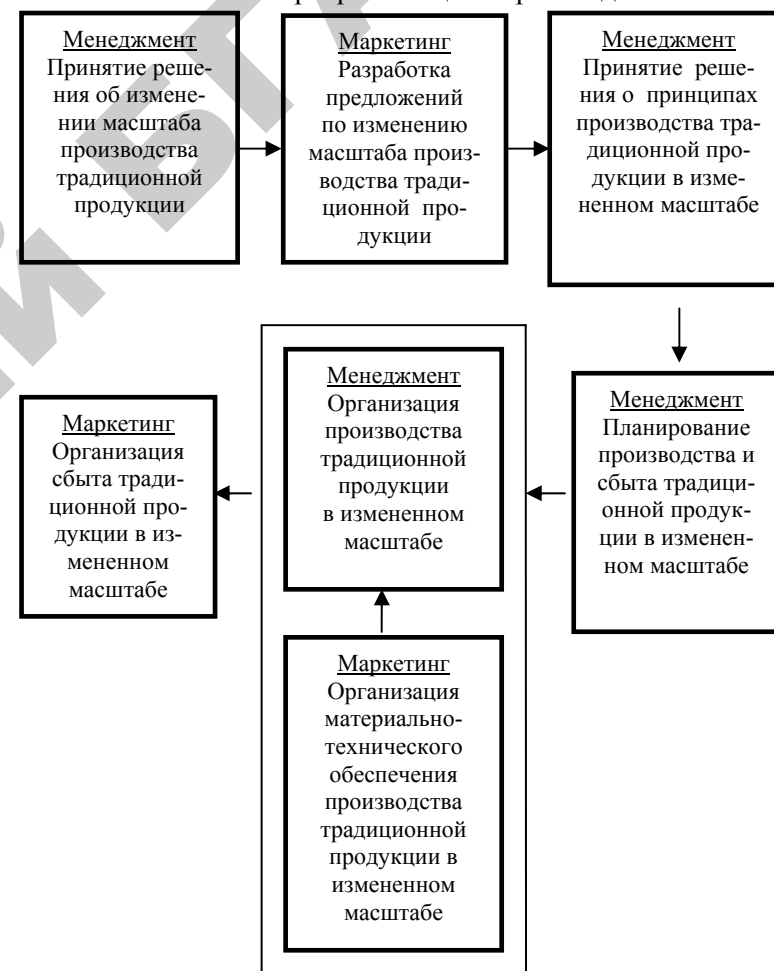 Менеджмент
Принятие реше-
ния об измене-
нии масштаба
производства
традиционной
продукции
Маркетинг
Разработка
предложений
по изменению
масштаба произ-
водства тради-
ционной про-
дукции
Менеджмент
Принятие реше-
ния о принципах
производства тра-
диционной про-
дукции в изме-
ненном масштабе
Менеджмент
Планирование
производства и
сбыта традици-
онной продук-
ции в изменен-
ном масштабе
Менеджмент
Организация
производства
традиционной
продукции
в измененном
масштабе
Маркетинг
Организация
материально-
технического
обеспечения
производства
традиционной
продукции в
измененном
масштабе
Маркетинг
Организация
сбыта тради-
ционной про-
дукции в из-
мененном
масштабе